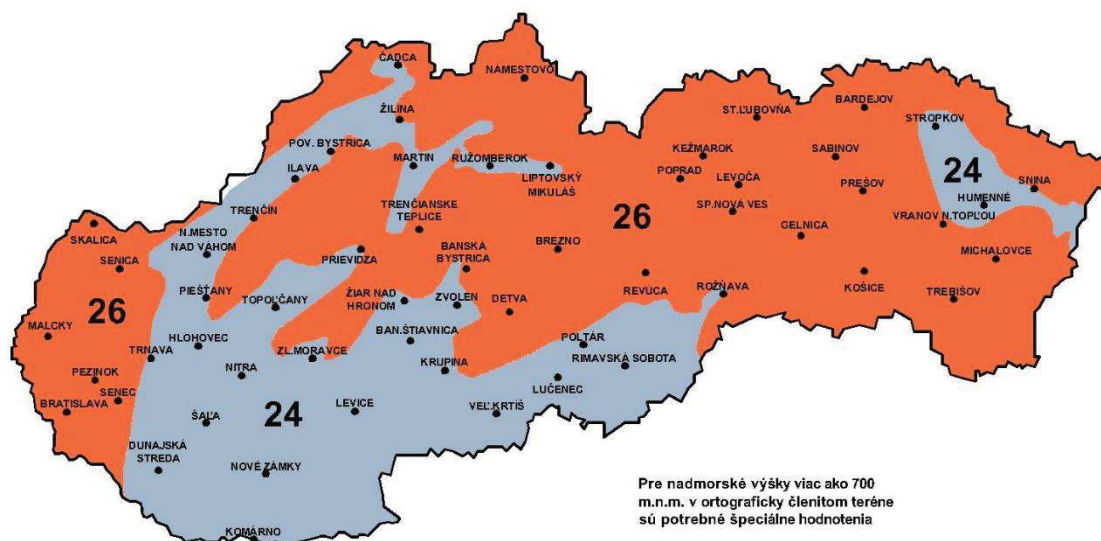 ČADCA
NÁMESTOVO
ŽILINA
ST.ĽUBOVŇA
BARDEJOV
STROPKOV
POV. BYSTRICA
ILAVA
MARTIN
RUŽOMBEROK
LIPTOVSKÝ
MIKULÁŠ
KEŽMAROK
POPRAD
LEVOČA
SABINOV
PREŠOV
24
SNINA
HUMENNÉ
TRENČÍN
TRENČIANSKE
TEPLICE
SP.NOVÁ VES
26
GELNICA
VRANOV N.TOPĽOU
SKALICA
N.MESTO
NAD VÁHOM
SENICA
PRIEVIDZA
BANSKA
BYSTRICA
BREZNO
MICHALOVCE
PIEŠŤANY
TOPOĽČANY
ŽIAR NAD
HRONOM
ZVOLEN
DETVA
REVÚCA
ROŽŇAVA
KOŠICE
TREBIŠOV
26
MALCKY
HLOHOVEC
TRNAVA
ZL.MORAVCE
BAN.ŠTIAVNICA
KRUPINA
POLTÁR
RIMAVSKÁ SOBOTA
PEZINOK
SENEC
BRATISLAVA
NITRA
LUČENEC
ŠAĽA
24
LEVICE
VEĽ.KRTÍŠ
DUNAJSKÁ
STREDA
NOVÉ ZÁMKY
KOMÁRNO
Pre nadmorské výšky viac ako 700
m.n.m. v ortograficky členitom teréne
sú potrebné špeciálne hodnotenia